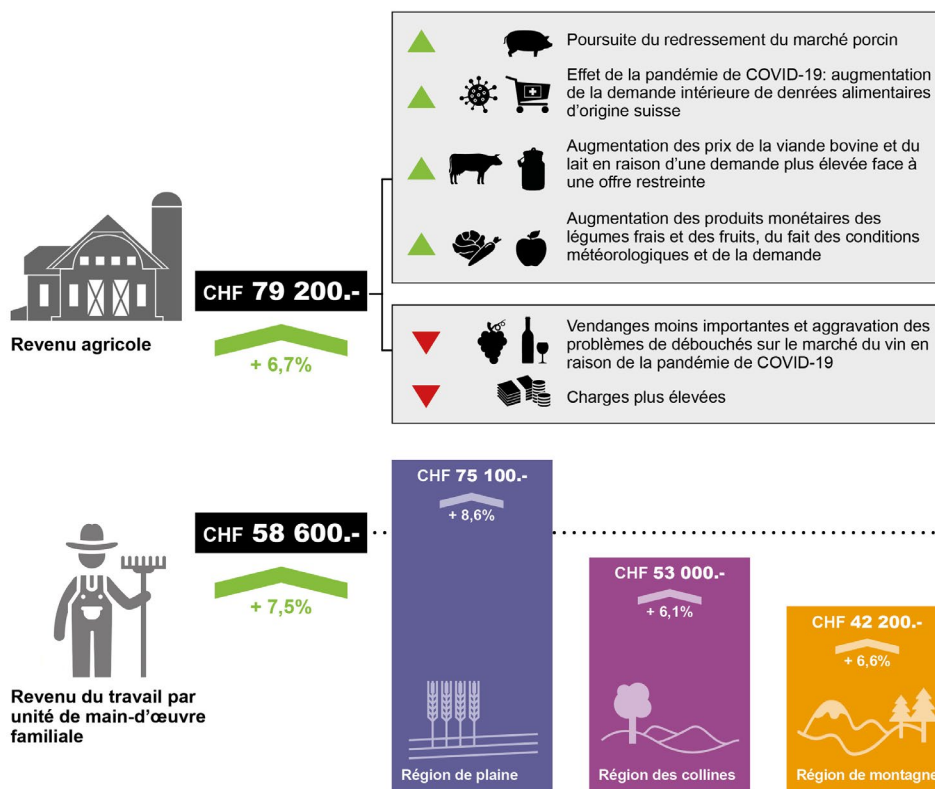 Poursuite du redressement du marché porcin
Effet de la pandémie de COVID-19: augmentation
de la demande intérieure de denrées alimentaires
d'origine suisse
Augmentation des prix de la viande bovine et du
lait en raison d'une demande plus élevée face à
une offre restreinte
Augmentation des produits monétaires des
légumes frais et des fruits, du fait des conditions
météorologiques et de la demande
CHF 79 200.-
Revenu agricole
+ 6,7%
Vendanges moins importantes et aggravation des
problèmes de débouchés sur le marché du vin en
raison de la pandémie de COVID-19
Charges plus élevées
CHF 58 600.-
+ 7,5%
Revenu du travail par
unité de main-d'œuvre
familiale
CHF 75 100.-
+ 8,6%
Région de plaine
CHF 53 000.-
+ 6,1%
Région des collines
CHF 42 200.-
+ 6,6%
Région de montagne